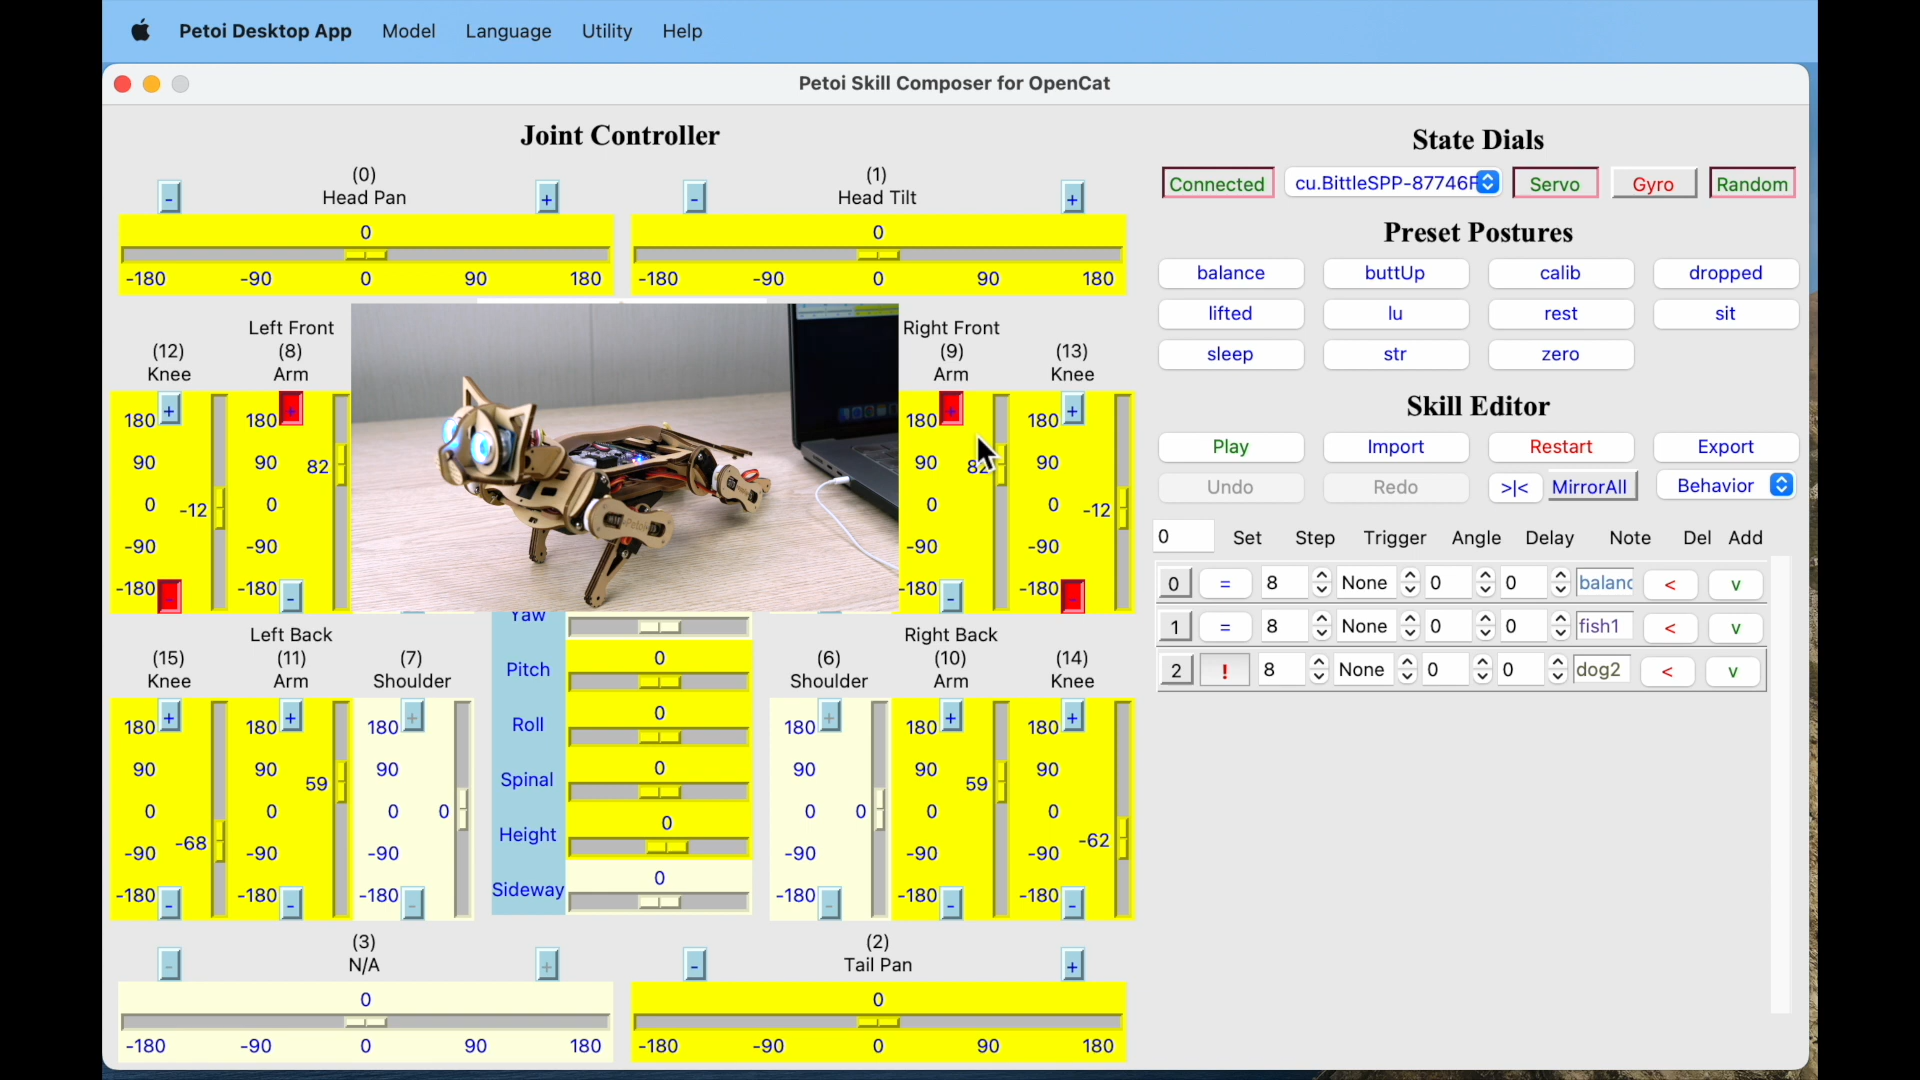 Petoi Desktop App Model Language Utility Help
Petoi Skill Composer for OpenCat
Joint Controller
(0)
Head Pan
- +
0
-180 -90 0 90 180
(1)
Head Tilt
- +
0
-180 -90 0 90 180
Left Front
(12)
Knee
+
180
90
0
-90
-180
-12
(8)
Arm
+
180
90
0
-90
-180
-
82
Right Front
(9)
Arm
+
180
90
0
-90
-180
-
(13)
Knee
+
180
90
0
-90
-180
-12
Petoi
Yaw
Pitch 0
Roll 0
Spinal 0
Height 0
Sideway 0
Left Back
(15)
Knee
+
180
90
0
-90
-180
-
-68
(11)
Arm
+
180
90
0
-90
-180
-
59
(7)
Shoulder
+
180
90
0
-90
-180
-
0
Right Back
(6)
Shoulder
+
180
90
0
-90
-180
-
0
(10)
Arm
+
180
90
0
-90
-180
-
59
(14)
Knee
+
180
90
0
-90
-180
-
-62
(3)
N/A
- +
0
-180 -90 0 90 180
(2)
Tail Pan
- +
0
-180 -90 0 90 180
State Dials
Connected cu.BittleSPP-87746F Servo Gyro Random
Preset Postures
balance buttUp calib dropped
lifted lu rest sit
sleep str zero
Skill Editor
Play Import Restart Export
Undo Redo >|< MirrorAll Behavior
0 Set Step Trigger Angle Delay Note Del Add
0 = 8 None 0 0 balanc < v
1 = 8 None 0 0 fish1 < v
2 ! 8 None 0 0 dog2 < v